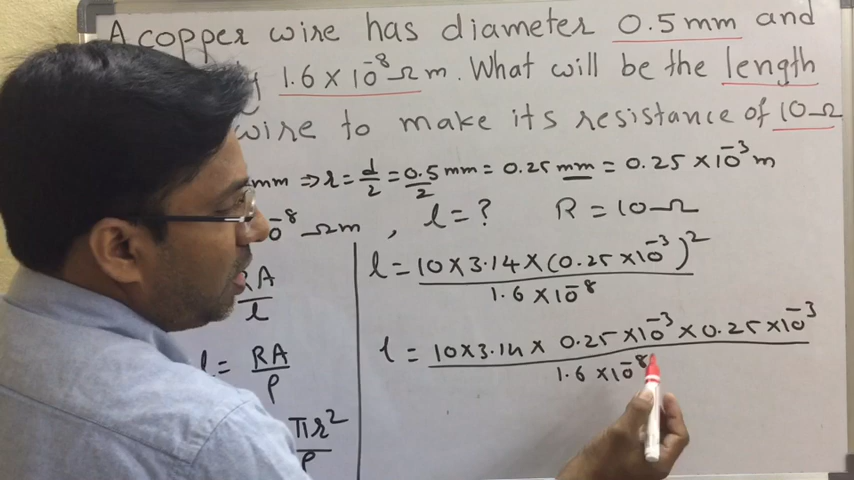 A copper wire has diameter 0.5 mm and
1.6 × 10⁻⁸ Ω m. What will be the length
wire to make its resistance of 10 Ω
mm ⇒ r = d/2 = 0.5/2 mm = 0.25 mm = 0.25 × 10⁻³ m
0⁻⁸ Ωm , l = ? R = 10 Ω
RA/l
l = RA/ρ
πr²/ρ
l = 10 × 3.14 × (0.25 × 10⁻³)² / 1.6 × 10⁻⁸
l = 10 × 3.14 × 0.25 × 10⁻³ × 0.25 × 10⁻³ / 1.6 × 10⁻⁸